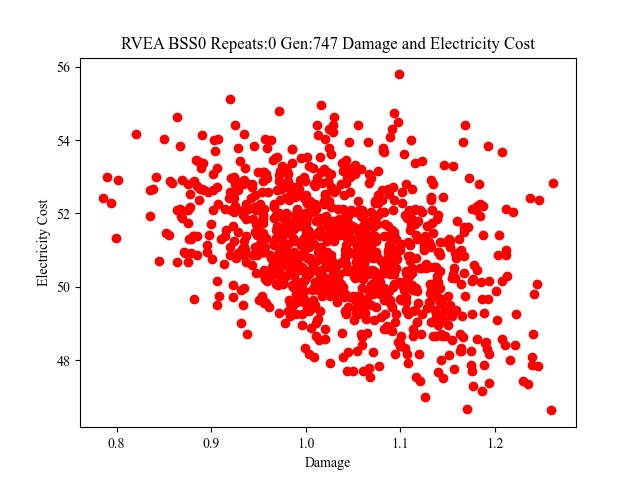 RVEA BSS0 Repeats:0 Gen:747 Damage and Electricity Cost
56
54
52
50
48
Electricity Cost
0.8 0.9 1.0 1.1 1.2
Damage